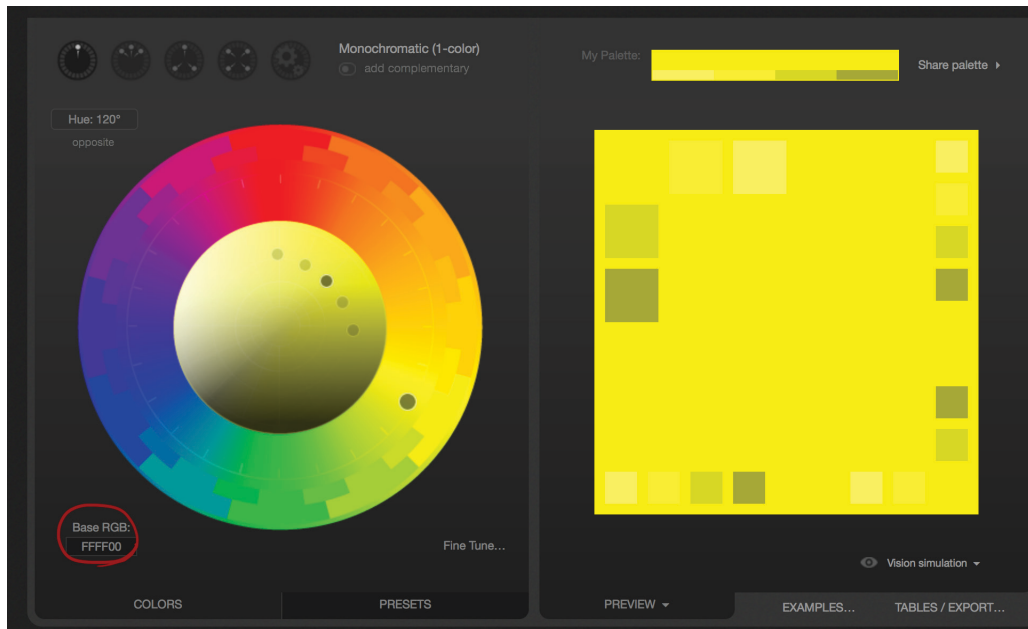 Monochromatic (1-color)
add complementary
My Palette:
Share palette
Hue: 120°
opposite
Base RGB:
FFFF00
Fine Tune...
Vision simulation
COLORS
PRESETS
PREVIEW
EXAMPLES...
TABLES / EXPORT...